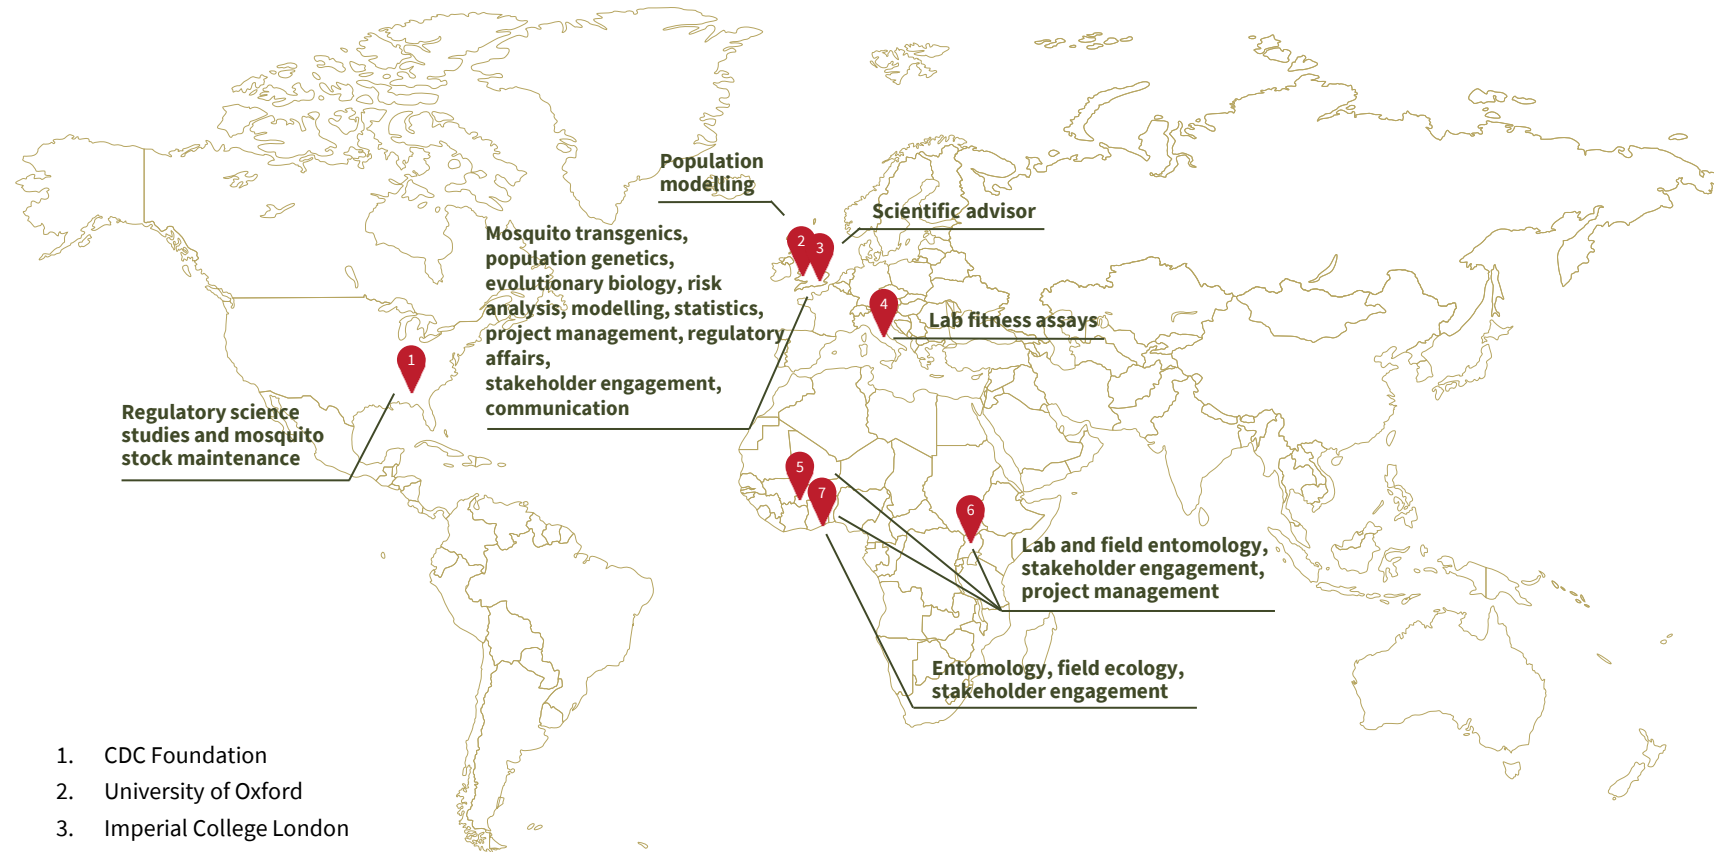 Population
modelling
Scientific advisor
Mosquito transgenics,
population genetics,
evolutionary biology, risk
analysis, modelling, statistics,
project management, regulatory
affairs,
stakeholder engagement,
communication
2
3
4
Lab fitness assays
1
Regulatory science
studies and mosquito
stock maintenance
5
7
6
Lab and field entomology,
stakeholder engagement,
project management
Entomology, field ecology,
stakeholder engagement
1. CDC Foundation
2. University of Oxford
3. Imperial College London